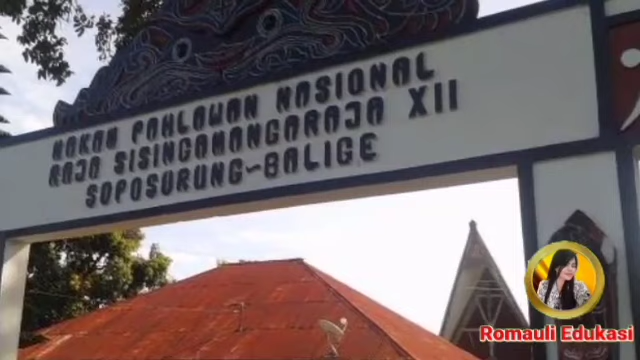 MAKAM PAHLAWAN NASIONAL
RAJA SISINGAMANGARAJA XII
SOPOSURUNG-BALIGE
Romauli Edukasi